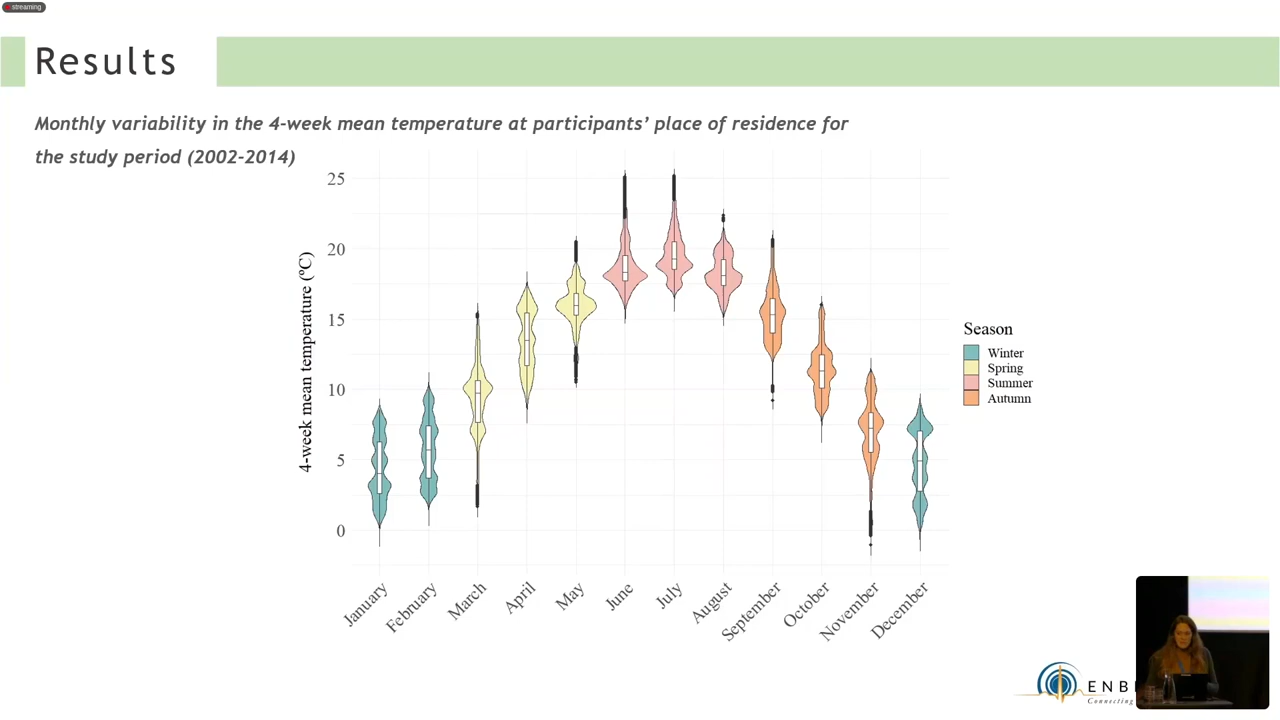 streaming
Results
Monthly variability in the 4-week mean temperature at participants' place of residence for
the study period (2002-2014)
4-week mean temperature (ºC)
25
20
15
10
5
0
January
February
March
April
May
June
July
August
September
October
November
December
Season
Winter
Spring
Summer
Autumn
ENB
Connecting